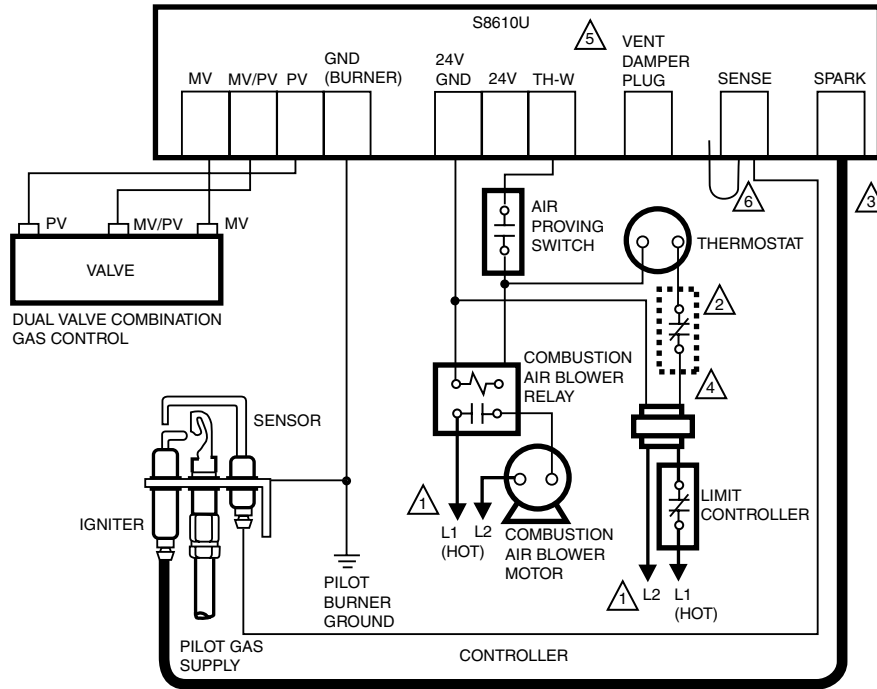 S8610U
5
MV
MV/PV
PV
GND
(BURNER)
24V
GND
24V
TH-W
VENT
DAMPER
PLUG
SENSE
SPARK
6
3
PV
MV/PV
MV
VALVE
DUAL VALVE COMBINATION
GAS CONTROL
AIR
PROVING
SWITCH
THERMOSTAT
2
4
COMBUSTION
AIR BLOWER
RELAY
SENSOR
IGNITER
1
L1
(HOT)
L2
COMBUSTION
AIR BLOWER
MOTOR
LIMIT
CONTROLLER
1
L2
L1
(HOT)
PILOT
BURNER
GROUND
PILOT GAS
SUPPLY
CONTROLLER